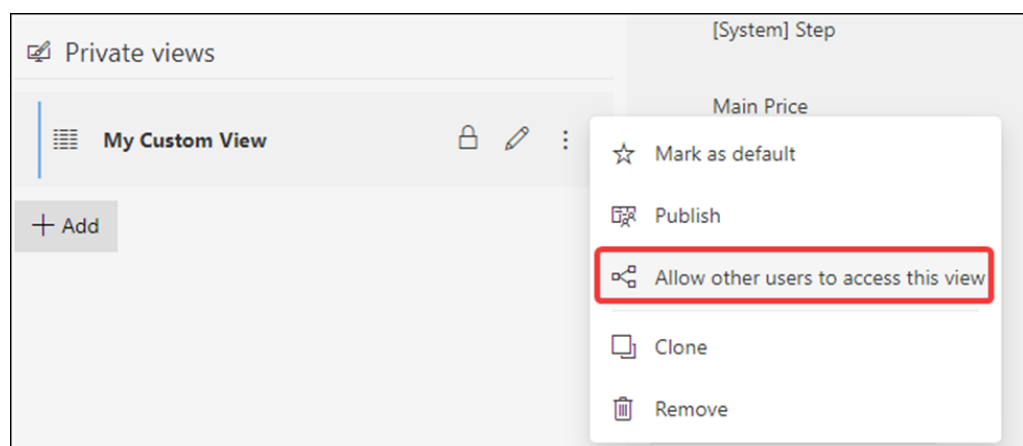 Private views
My Custom View
+ Add
[System] Step
Main Price
Mark as default
Publish
Allow other users to access this view
Clone
Remove